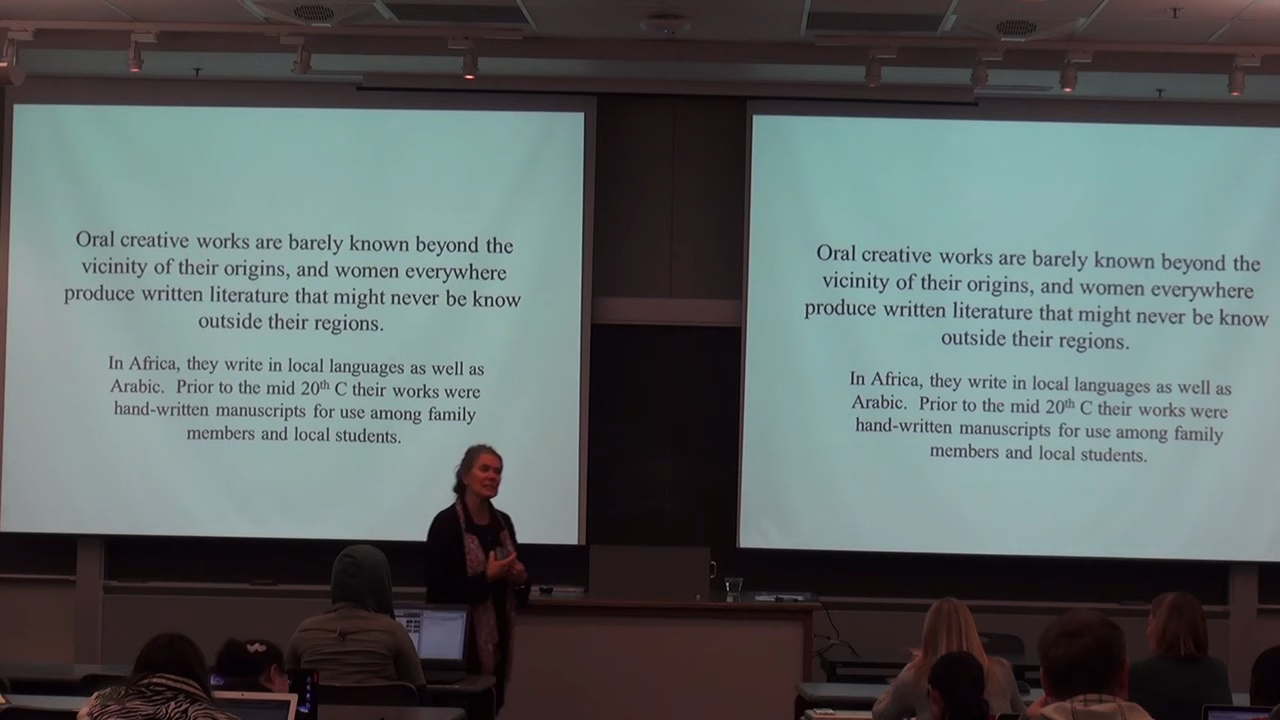 Oral creative works are barely known beyond the
vicinity of their origins, and women everywhere
produce written literature that might never be know
outside their regions.
In Africa, they write in local languages as well as
Arabic. Prior to the mid 20th C their works were
hand-written manuscripts for use among family
members and local students.
Oral creative works are barely known beyond the
vicinity of their origins, and women everywhere
produce written literature that might never be know
outside their regions.
In Africa, they write in local languages as well as
Arabic. Prior to the mid 20th C their works were
hand-written manuscripts for use among family
members and local students.